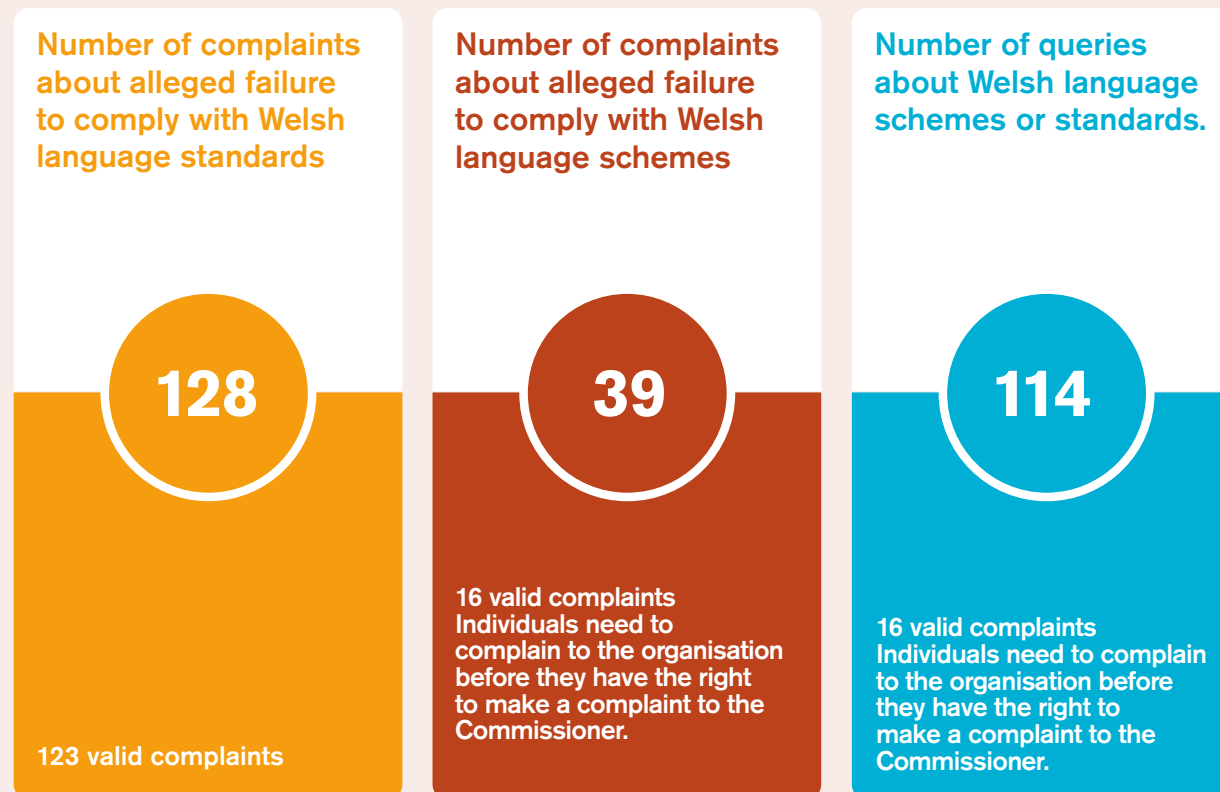 Number of complaints
about alleged failure
to comply with Welsh
language standards
128
123 valid complaints
Number of complaints
about alleged failure
to comply with Welsh
language schemes
39
16 valid complaints
Individuals need to
complain to the organisation
before they have the right
to make a complaint to the
Commissioner.
Number of queries
about Welsh language
schemes or standards.
114
16 valid complaints
Individuals need to complain
to the organisation before
they have the right to
make a complaint to the
Commissioner.